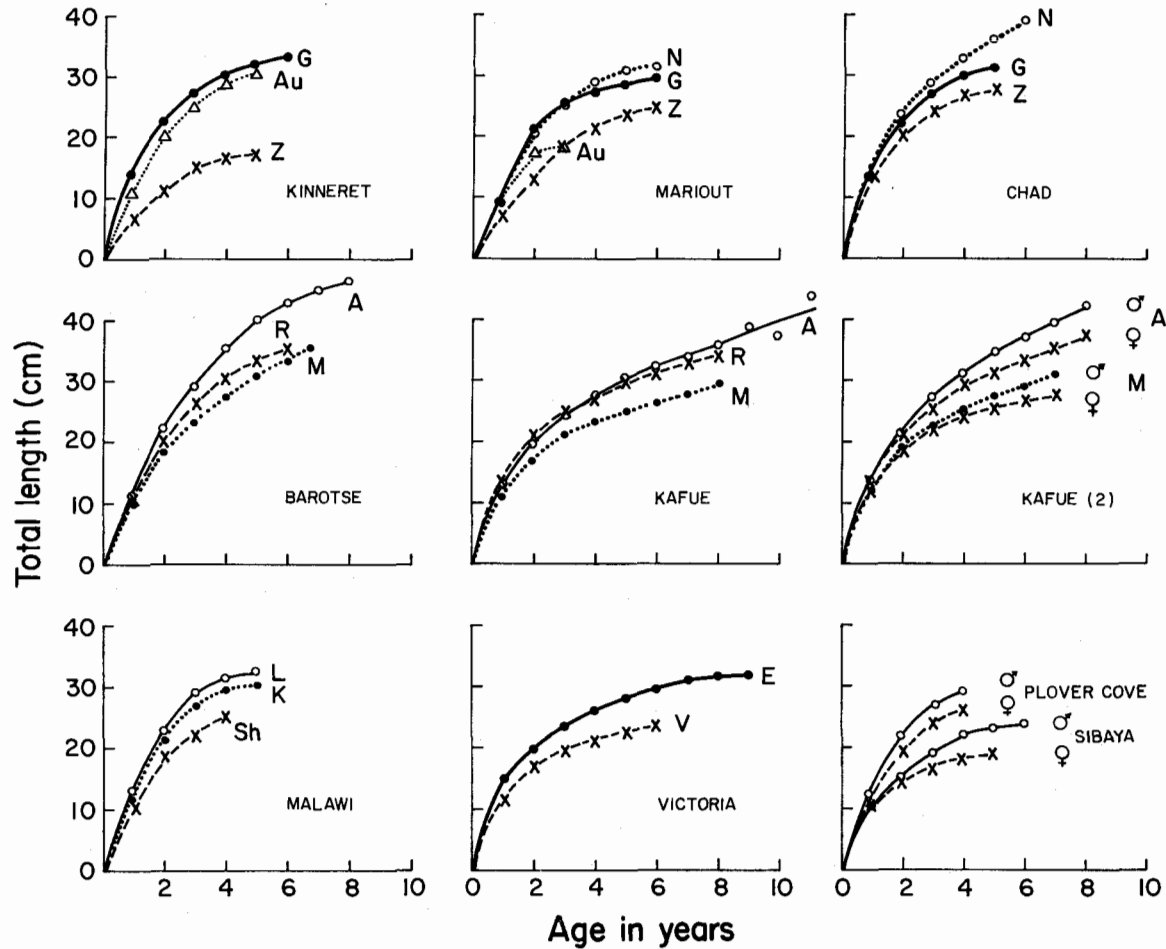 Total length (cm)
40
30
20
10
0
G
Au
Z
KINNERET
N
G
Z
Au
MARIOUT
N
G
Z
CHAD
40
30
20
10
0
A
R
M
BAROTSE
A
R
M
KAFUE
♂
A
♀
♂
M
♀
KAFUE (2)
40
30
20
10
0
L
K
Sh
MALAWI
E
V
VICTORIA
♂
PLOVER COVE
♀
♂
SIBAYA
♀
0 2 4 6 8 10
0 2 4 6 8 10
0 2 4 6 8 10
Age in years